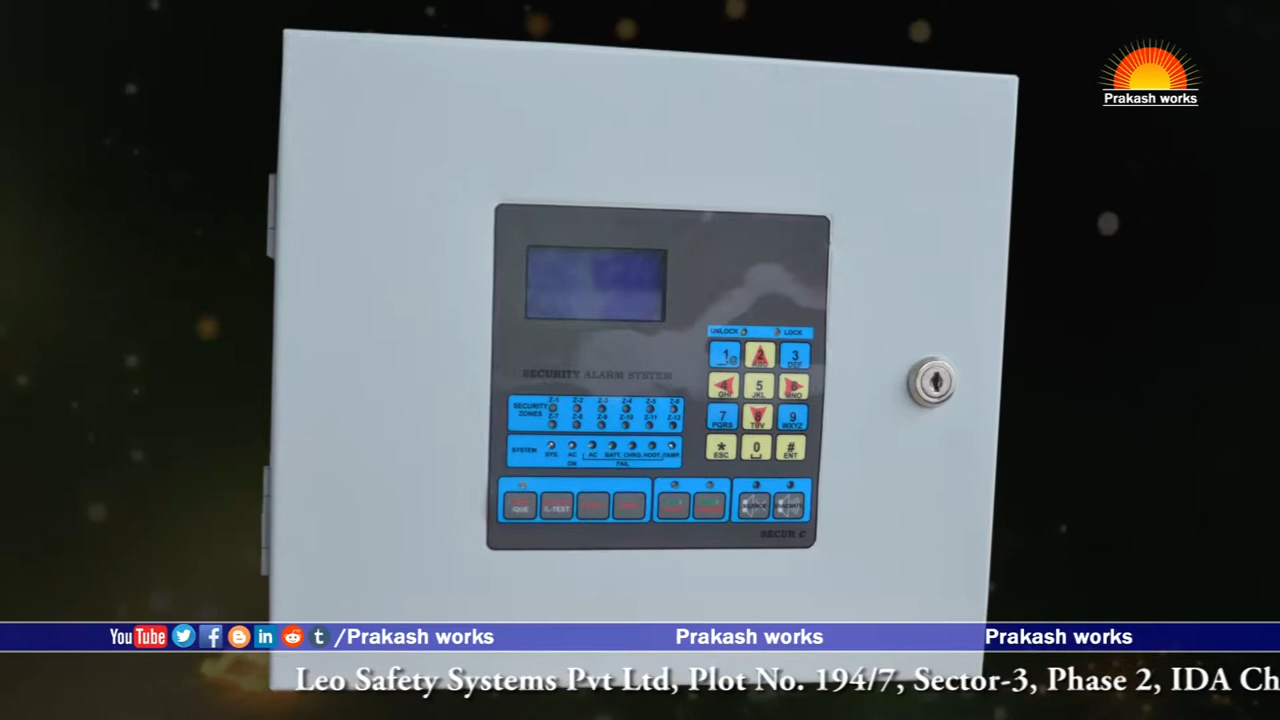 Prakash works
UNLOCK LOCK
1 2 3
ABC DEF
4 5 6
GHI JKL MNO
7 8 9
PQRS TUV WXYZ
* 0 #
ESC ENT
SECURITY ALARM SYSTEM
SECURITY ZONES
Z-1 Z-2 Z-3 Z-4 Z-5 Z-6
Z-7 Z-8 Z-9 Z-10 Z-11 Z-12
SYSTEM
SYS. AC AC BATT. CHRG. HOOT. TAMP.
ON FAIL
/QUE /L-TEST
SECUR C
You Tube f in t /Prakash works Prakash works Prakash works
Leo Safety Systems Pvt Ltd, Plot No. 194/7, Sector-3, Phase 2, IDA Ch